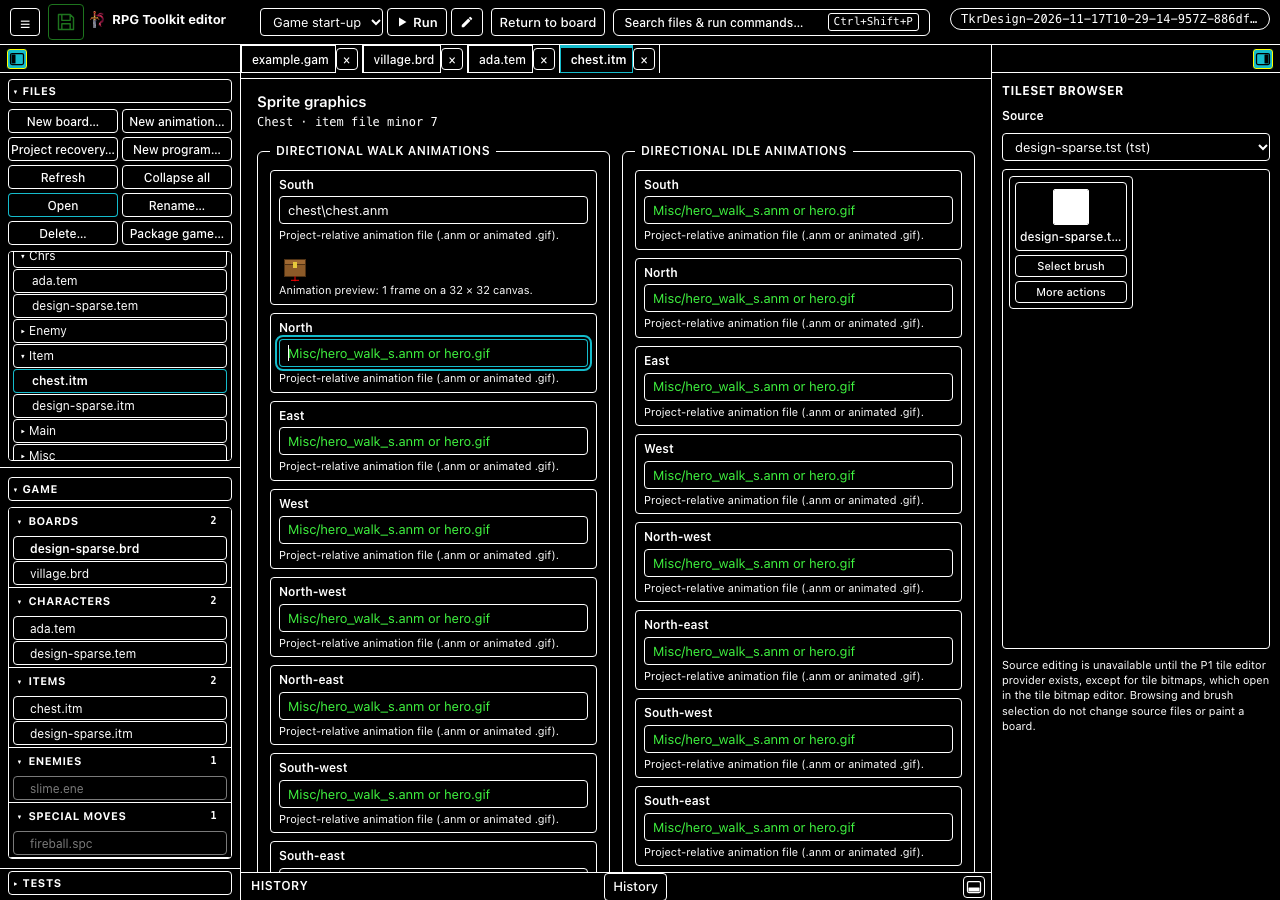 RPG Toolkit editor
Game start-up
Run
Return to board
Search files & run commands...
Ctrl+Shift+P
TkrDesign-2026-11-17T10-29-14-957Z-886df...
example.gam ×
village.brd ×
ada.tem ×
chest.itm ×
FILES
New board...
New animation...
Project recovery...
New program...
Refresh
Collapse all
Open
Rename...
Delete...
Package game...
Chrs
ada.tem
design-sparse.tem
Enemy
Item
chest.itm
design-sparse.itm
Main
Misc
GAME
BOARDS 2
design-sparse.brd
village.brd
CHARACTERS 2
ada.tem
design-sparse.tem
ITEMS 2
chest.itm
design-sparse.itm
ENEMIES 1
slime.ene
SPECIAL MOVES 1
fireball.spc
TESTS
Sprite graphics
Chest · item file minor 7
DIRECTIONAL WALK ANIMATIONS
South
chest\chest.anm
Project-relative animation file (.anm or animated .gif).
Animation preview: 1 frame on a 32 × 32 canvas.
North
Misc/hero_walk_s.anm or hero.gif
Project-relative animation file (.anm or animated .gif).
East
Misc/hero_walk_s.anm or hero.gif
Project-relative animation file (.anm or animated .gif).
West
Misc/hero_walk_s.anm or hero.gif
Project-relative animation file (.anm or animated .gif).
North-west
Misc/hero_walk_s.anm or hero.gif
Project-relative animation file (.anm or animated .gif).
North-east
Misc/hero_walk_s.anm or hero.gif
Project-relative animation file (.anm or animated .gif).
South-west
Misc/hero_walk_s.anm or hero.gif
Project-relative animation file (.anm or animated .gif).
South-east
DIRECTIONAL IDLE ANIMATIONS
South
Misc/hero_walk_s.anm or hero.gif
Project-relative animation file (.anm or animated .gif).
North
Misc/hero_walk_s.anm or hero.gif
Project-relative animation file (.anm or animated .gif).
East
Misc/hero_walk_s.anm or hero.gif
Project-relative animation file (.anm or animated .gif).
West
Misc/hero_walk_s.anm or hero.gif
Project-relative animation file (.anm or animated .gif).
North-west
Misc/hero_walk_s.anm or hero.gif
Project-relative animation file (.anm or animated .gif).
North-east
Misc/hero_walk_s.anm or hero.gif
Project-relative animation file (.anm or animated .gif).
South-west
Misc/hero_walk_s.anm or hero.gif
Project-relative animation file (.anm or animated .gif).
South-east
Misc/hero_walk_s.anm or hero.gif
Project-relative animation file (.anm or animated .gif).
HISTORY
History
TILESET BROWSER
Source
design-sparse.tst (tst)
design-sparse.t...
Select brush
More actions
Source editing is unavailable until the P1 tile editor
provider exists, except for tile bitmaps, which open
in the tile bitmap editor. Browsing and brush
selection do not change source files or paint a
board.